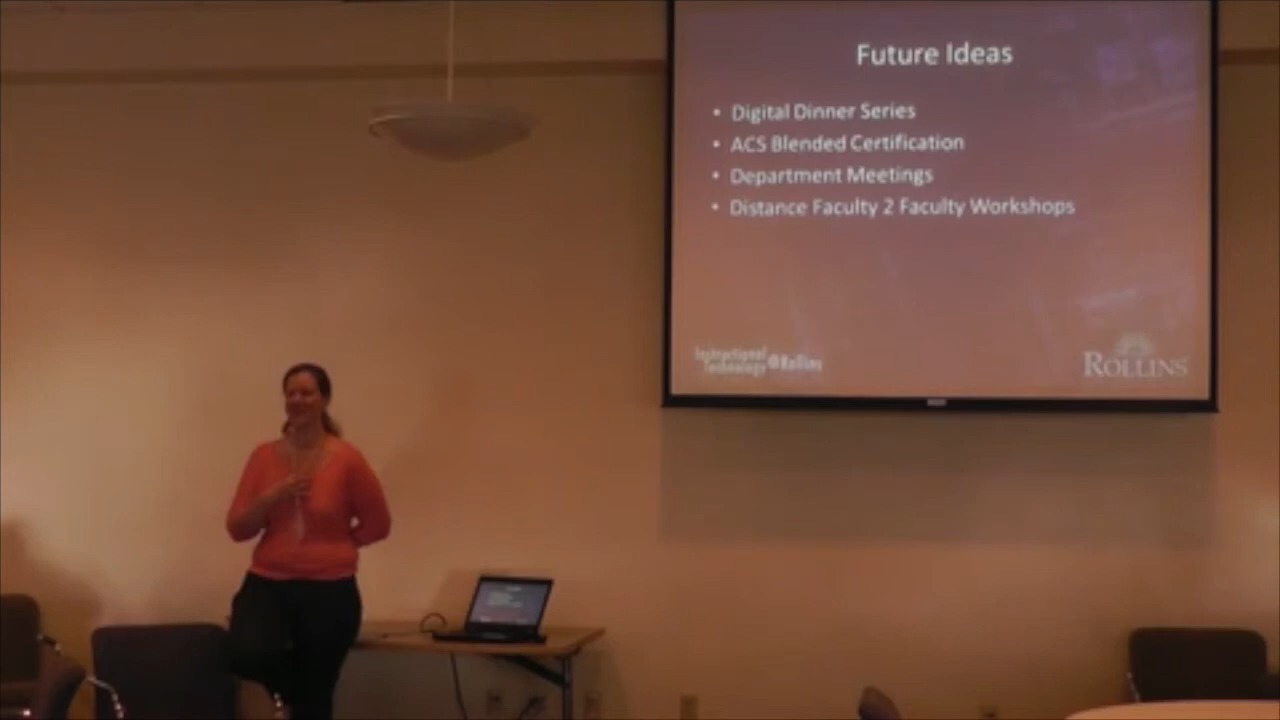 Future Ideas
• Digital Dinner Series
• ACS Blended Certification
• Department Meetings
• Distance Faculty 2 Faculty Workshops
Instructional
Technology @Rollins
ROLLINS